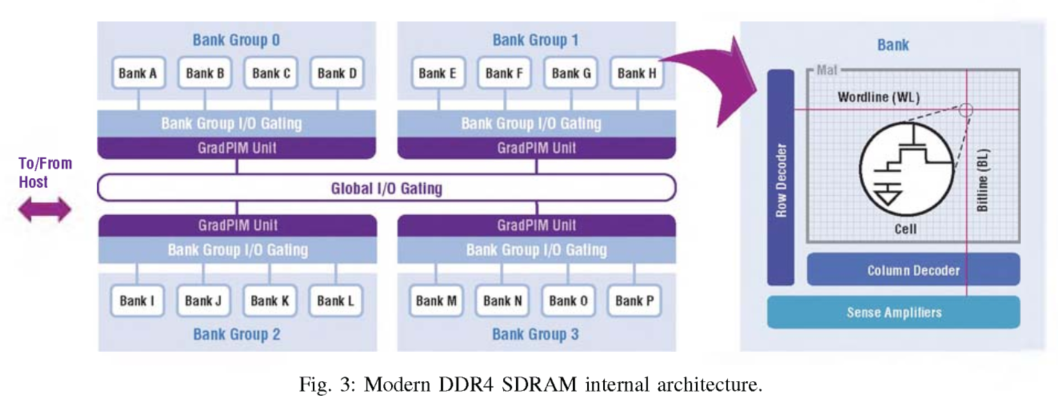 Bank Group 0
Bank A Bank B Bank C Bank D
Bank Group I/O Gating
GradPIM Unit
Bank Group 1
Bank E Bank F Bank G Bank H
Bank Group I/O Gating
GradPIM Unit
To/From
Host
Global I/O Gating
GradPIM Unit
Bank Group I/O Gating
Bank I Bank J Bank K Bank L
Bank Group 2
GradPIM Unit
Bank Group I/O Gating
Bank M Bank N Bank O Bank P
Bank Group 3
Bank
Mat
Wordline (WL)
Row Decoder
Bitline (BL)
Cell
Column Decoder
Sense Amplifiers
Fig. 3: Modern DDR4 SDRAM internal architecture.